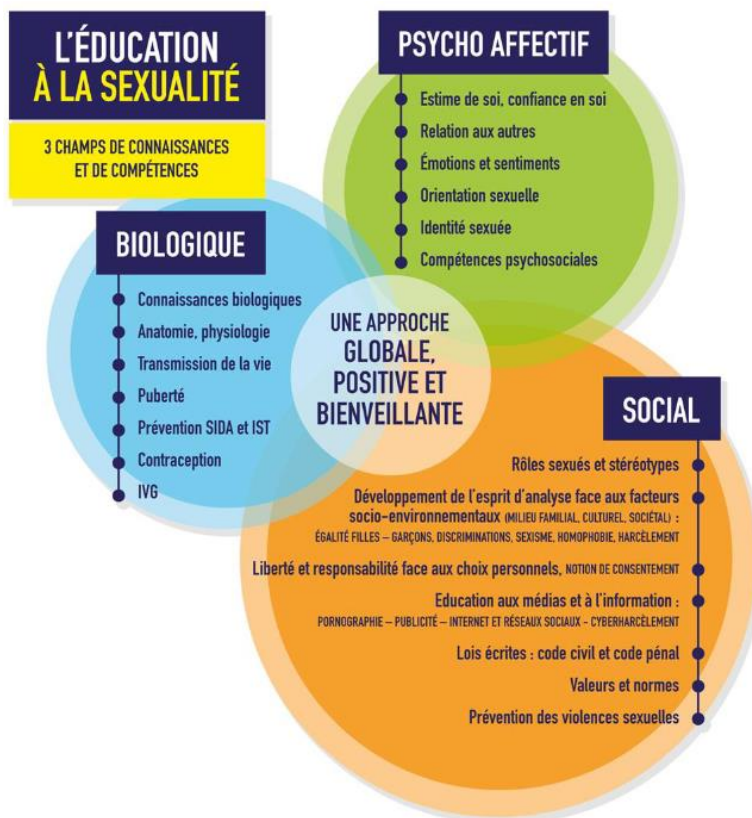 L'ÉDUCATION
À LA SEXUALITÉ
3 CHAMPS DE CONNAISSANCES
ET DE COMPÉTENCES
PSYCHO AFFECTIF
Estime de soi, confiance en soi
Relation aux autres
Émotions et sentiments
Orientation sexuelle
Identité sexuée
Compétences psychosociales
BIOLOGIQUE
Connaissances biologiques
Anatomie, physiologie
Transmission de la vie
Puberté
Prévention SIDA et IST
Contraception
IVG
UNE APPROCHE
GLOBALE,
POSITIVE ET
BIENVEILLANTE
SOCIAL
Rôles sexués et stéréotypes
Développement de l'esprit d'analyse face aux facteurs
socio-environnementaux (MILIEU FAMILIAL, CULTUREL, SOCIÉTAL) :
ÉGALITÉ FILLES – GARÇONS, DISCRIMINATIONS, SEXISME, HOMOPHOBIE, HARCÈLEMENT
Liberté et responsabilité face aux choix personnels, NOTION DE CONSENTEMENT
Education aux médias et à l'information :
PORNOGRAPHIE – PUBLICITÉ – INTERNET ET RÉSEAUX SOCIAUX - CYBERHARCÈLEMENT
Lois écrites : code civil et code pénal
Valeurs et normes
Prévention des violences sexuelles